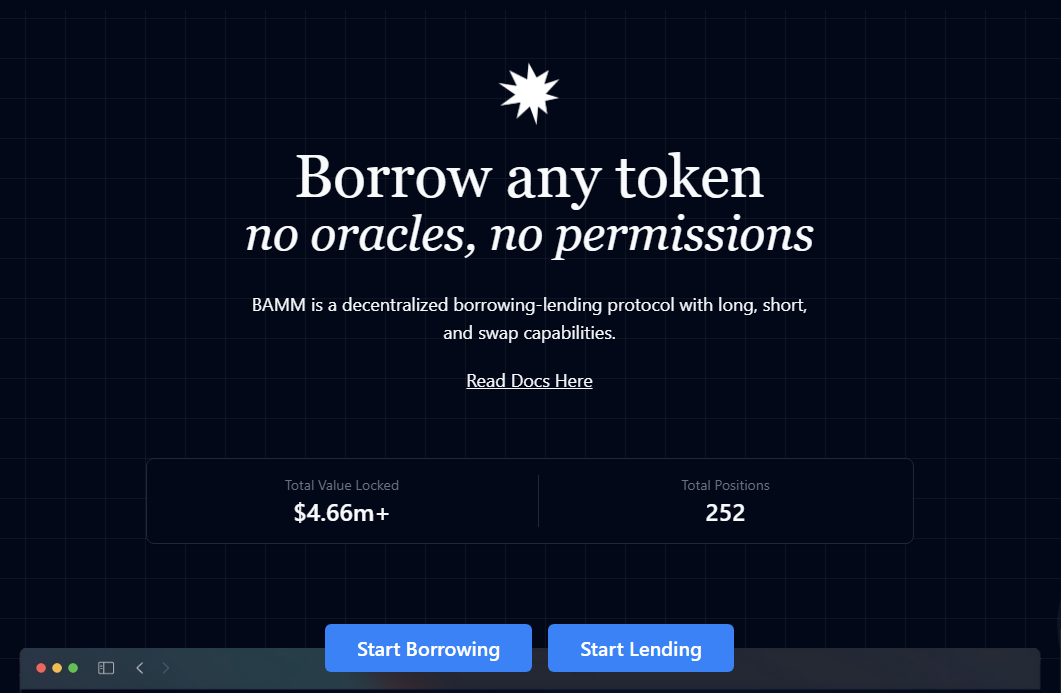 Borrow any token
no oracles, no permissions
BAMM is a decentralized borrowing-lending protocol with long, short,
and swap capabilities.
Read Docs Here
Total Value Locked
$4.66m+
Total Positions
252
Start Borrowing
Start Lending